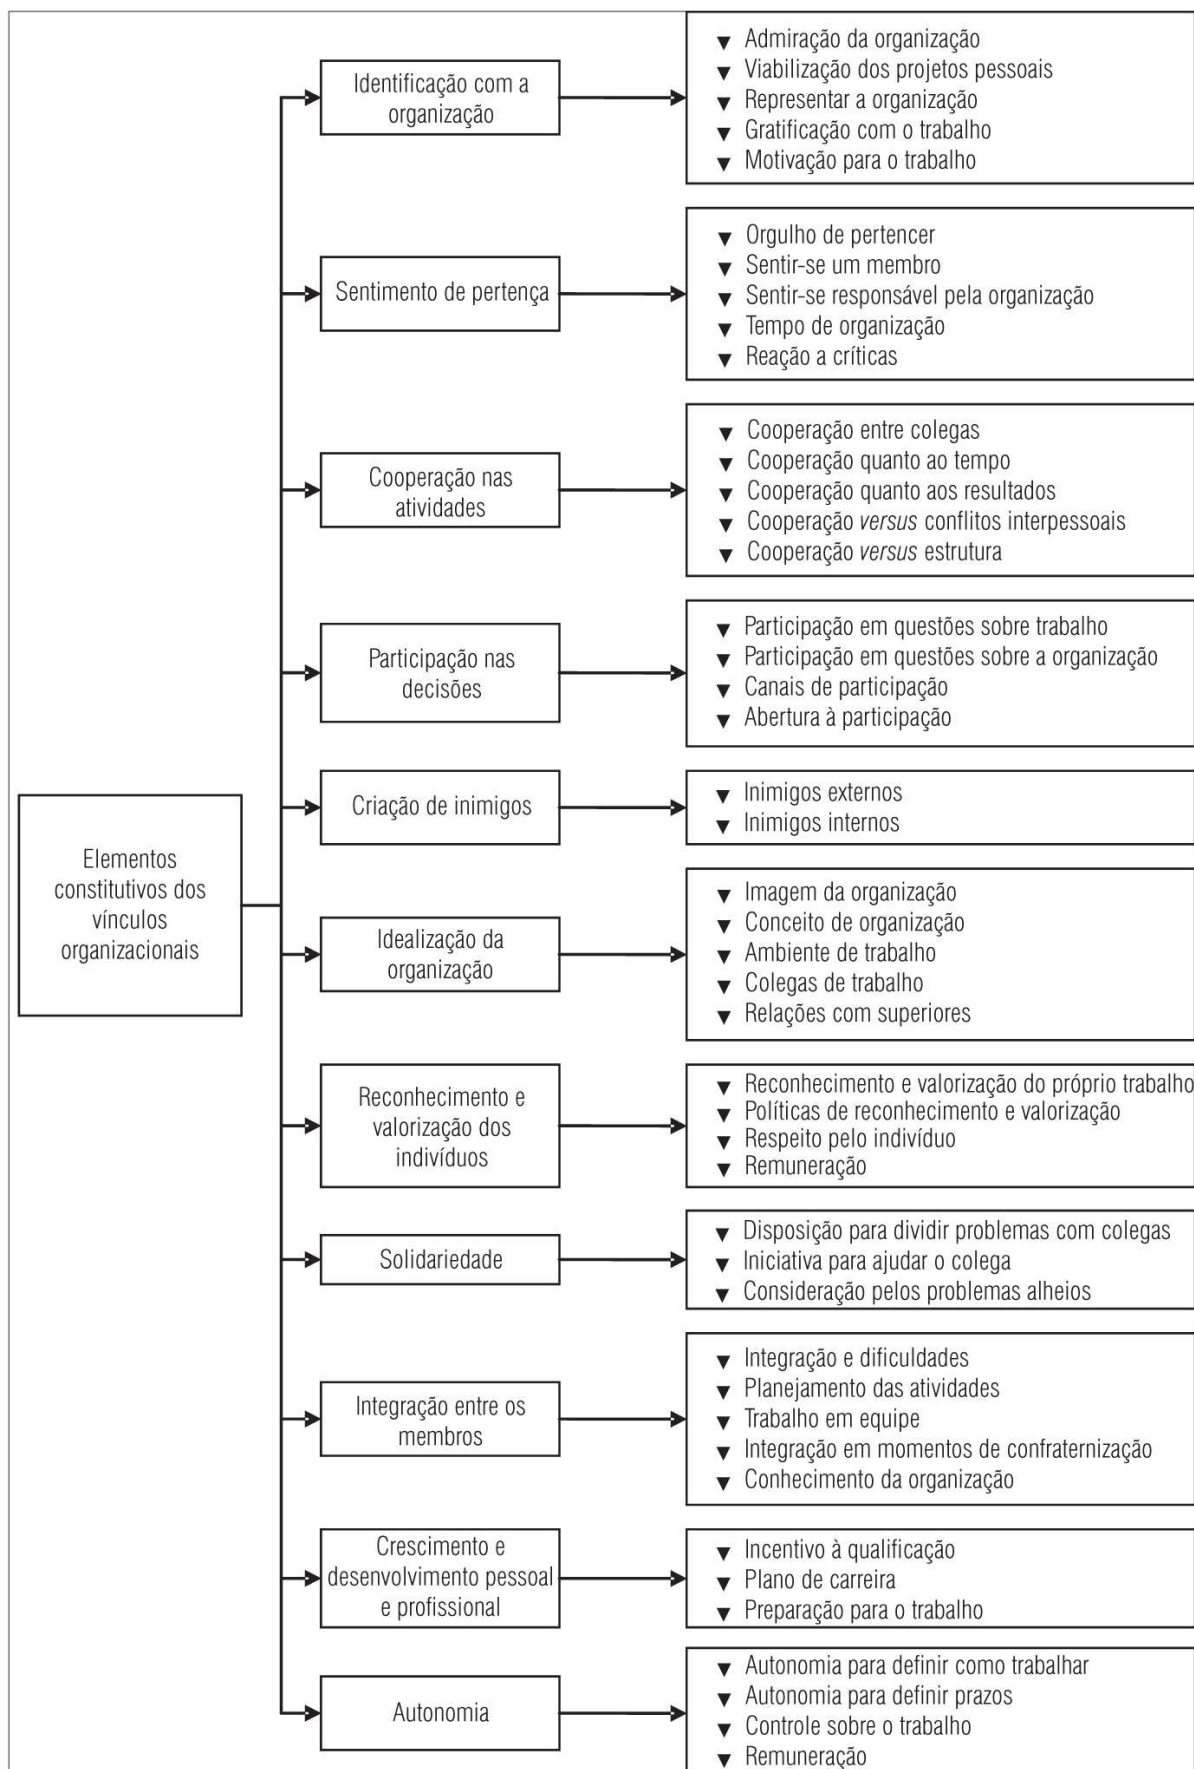 Identificação com a
organização
▼ Admiração da organização
▼ Viabilização dos projetos pessoais
▼ Representar a organização
▼ Gratificação com o trabalho
▼ Motivação para o trabalho
Sentimento de pertença
▼ Orgulho de pertencer
▼ Sentir-se um membro
▼ Sentir-se responsável pela organização
▼ Tempo de organização
▼ Reação a críticas
Cooperação nas
atividades
▼ Cooperação entre colegas
▼ Cooperação quanto ao tempo
▼ Cooperação quanto aos resultados
▼ Cooperação versus conflitos interpessoais
▼ Cooperação versus estrutura
Participação nas
decisões
▼ Participação em questões sobre trabalho
▼ Participação em questões sobre a organização
▼ Canais de participação
▼ Abertura à participação
Elementos
constitutivos dos
vínculos
organizacionais
Criação de inimigos
▼ Inimigos externos
▼ Inimigos internos
Idealização da
organização
▼ Imagem da organização
▼ Conceito de organização
▼ Ambiente de trabalho
▼ Colegas de trabalho
▼ Relações com superiores
Reconhecimento e
valorização dos
indivíduos
▼ Reconhecimento e valorização do próprio trabalho
▼ Políticas de reconhecimento e valorização
▼ Respeito pelo indivíduo
▼ Remuneração
Solidariedade
▼ Disposição para dividir problemas com colegas
▼ Iniciativa para ajudar o colega
▼ Consideração pelos problemas alheios
Integração entre os
membros
▼ Integração e dificuldades
▼ Planejamento das atividades
▼ Trabalho em equipe
▼ Integração em momentos de confraternização
▼ Conhecimento da organização
Crescimento e
desenvolvimento pessoal
e profissional
▼ Incentivo à qualificação
▼ Plano de carreira
▼ Preparação para o trabalho
Autonomia
▼ Autonomia para definir como trabalhar
▼ Autonomia para definir prazos
▼ Controle sobre o trabalho
▼ Remuneração